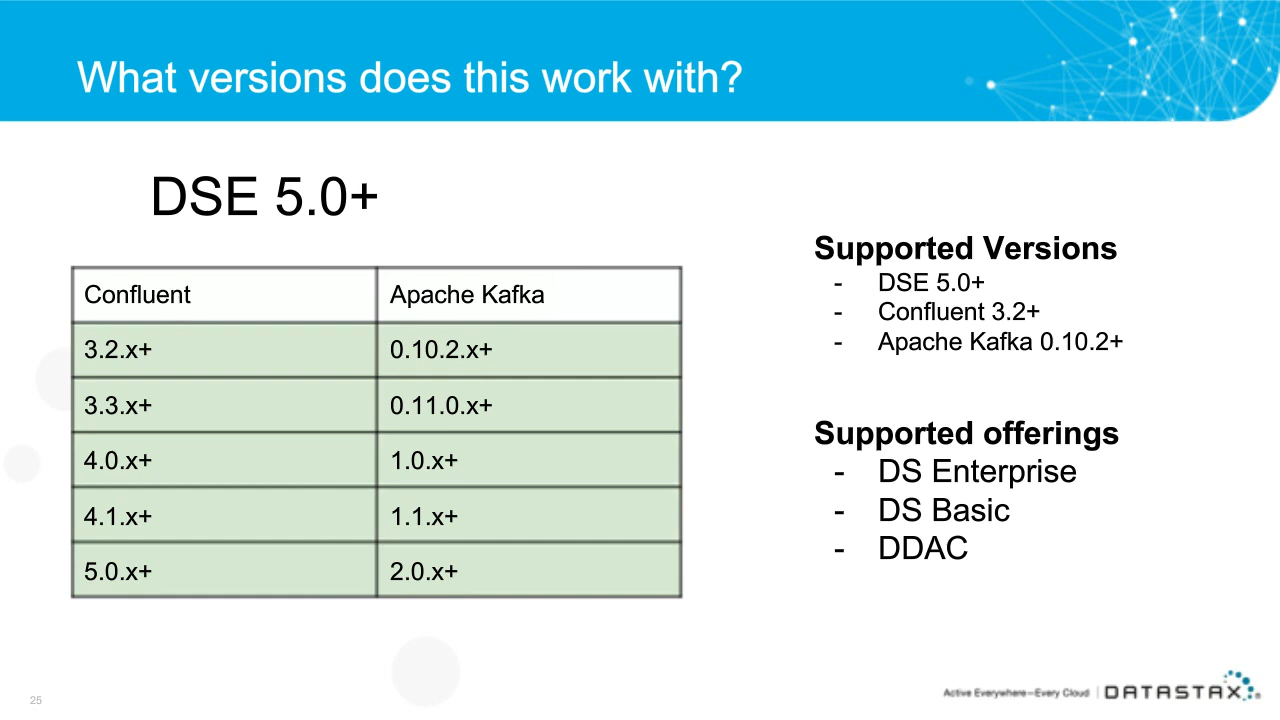 What versions does this work with?
DSE 5.0+
Confluent Apache Kafka
3.2.x+ 0.10.2.x+
3.3.x+ 0.11.0.x+
4.0.x+ 1.0.x+
4.1.x+ 1.1.x+
5.0.x+ 2.0.x+
Supported Versions
- DSE 5.0+
- Confluent 3.2+
- Apache Kafka 0.10.2+
Supported offerings
- DS Enterprise
- DS Basic
- DDAC
25
Active Everywhere—Every Cloud | DATASTAX